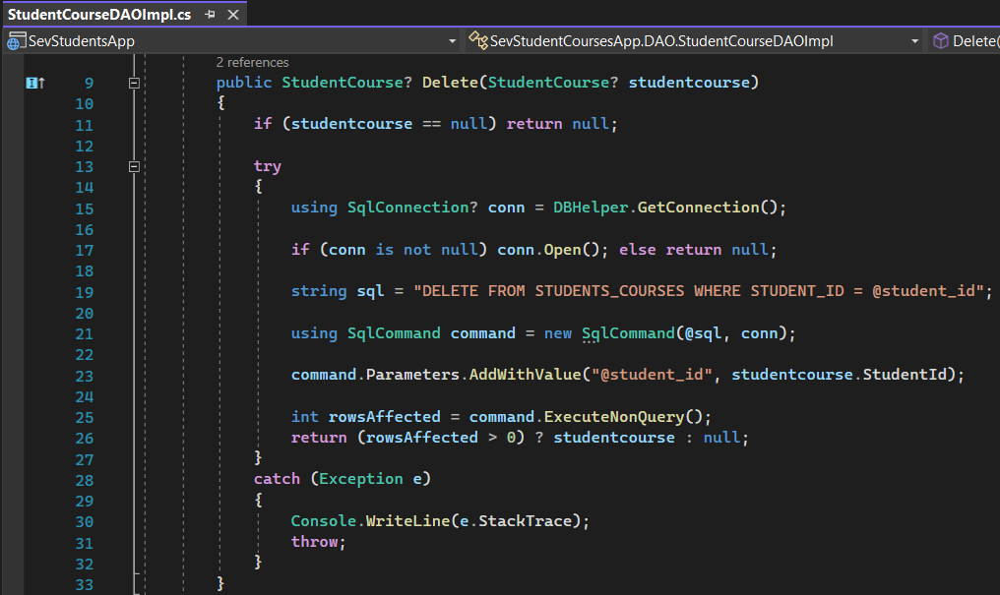 StudentCourseDAOImpl.cs
SevStudentsApp SevStudentCoursesApp.DAO.StudentCourseDAOImpl Delete(
2 references
9 public StudentCourse? Delete(StudentCourse? studentcourse)
10 {
11 if (studentcourse == null) return null;
12
13 try
14 {
15 using SqlConnection? conn = DBHelper.GetConnection();
16
17 if (conn is not null) conn.Open(); else return null;
18
19 string sql = "DELETE FROM STUDENTS_COURSES WHERE STUDENT_ID = @student_id";
20
21 using SqlCommand command = new SqlCommand(@sql, conn);
22
23 command.Parameters.AddWithValue("@student_id", studentcourse.StudentId);
24
25 int rowsAffected = command.ExecuteNonQuery();
26 return (rowsAffected > 0) ? studentcourse : null;
27 }
28 catch (Exception e)
29 {
30 Console.WriteLine(e.StackTrace);
31 throw;
32 }
33 }